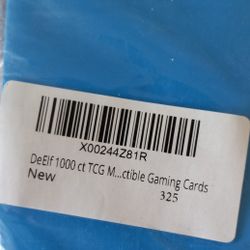 X00244Z81R
DeElf 1000 ct TCG M...ctible Gaming Cards
New
325